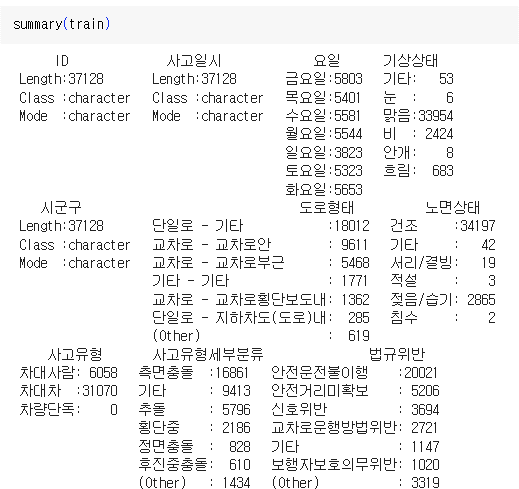 summary(train)
ID 사고일시 요일 기상상태
Length:37128 Length:37128 금요일:5803 기타: 53
Class :character Class :character 목요일:5401 눈 : 6
Mode :character Mode :character 수요일:5581 맑음:33954
월요일:5544 비 : 2424
일요일:3823 안개: 8
토요일:5323 흐림: 683
화요일:5653
시군구 도로형태 노면상태
Length:37128 단일로 - 기타 :18012 건조 :34197
Class :character 교차로 - 교차로안 : 9611 기타 : 42
Mode :character 교차로 - 교차로부근 : 5468 서리/결빙: 19
기타 - 기타 : 1771 적설 : 3
교차로 - 교차로횡단보도내: 1362 젖음/습기: 2865
단일로 - 지하차도(도로)내: 285 침수 : 2
(Other) : 619
사고유형 사고유형세부분류 법규위반
차대사람: 6058 측면충돌 :16861 안전운전불이행 :20021
차대차 :31070 기타 : 9413 안전거리미확보 : 5206
차량단독: 0 추돌 : 5796 신호위반 : 3694
횡단중 : 2186 교차로운행방법위반: 2721
정면충돌 : 828 기타 : 1147
후진중충돌: 610 보행자보호의무위반: 1020
(Other) : 1434 (Other) : 3319